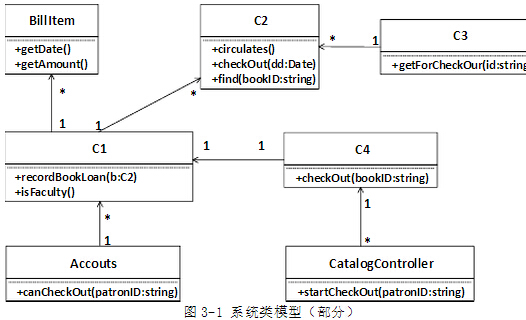 BillItem
+getDate()
+getAmount()
C2
+circulates()
+checkOut(dd:Date)
+find(bookID:string)
* 1
C3
+getForCheckOur(id:string
*
*
1
1
C1
+recordBookLoan(b:C2)
+isFaculty()
1 1
C4
+checkOut(bookID:string)
*
1
1
*
Accouts
+canCheckOut(patronID:string)
CatalogController
+startCheckOut(patronID:string)
图 3-1 系统类模型（部分）